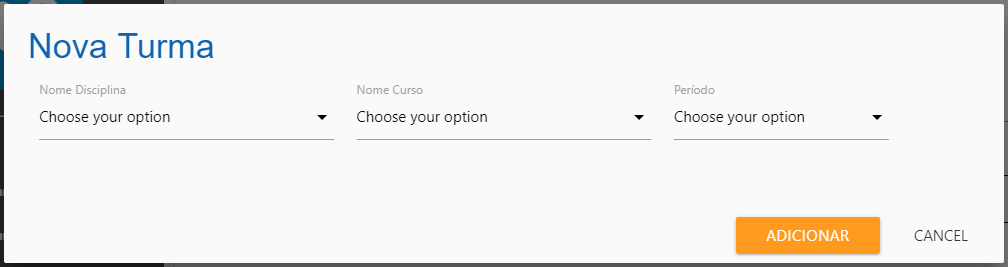 Nova Turma
Nome Disciplina Nome Curso Período
Choose your option Choose your option Choose your option
ADICIONAR CANCEL